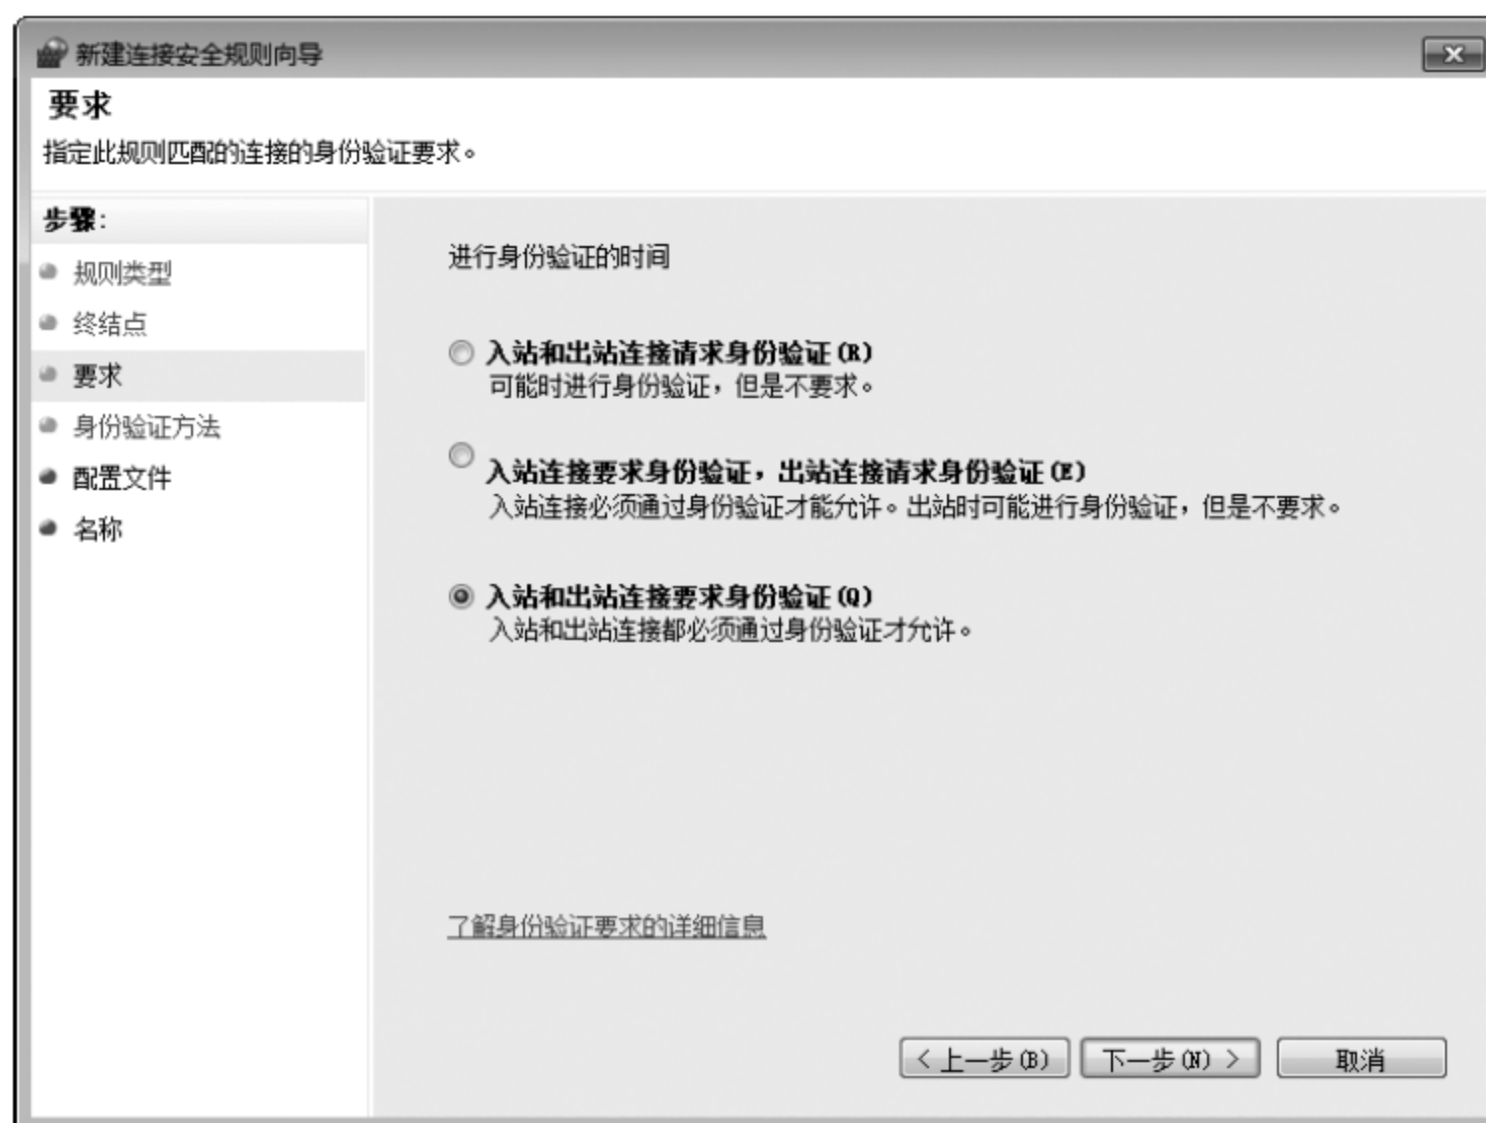 新建连接安全规则向导
要求
指定此规则匹配的连接的身份验证要求。
步骤:
规则类型
终结点
要求
身份验证方法
配置文件
名称
进行身份验证的时间
入站和出站连接请求身份验证(R)
可能时进行身份验证，但是不要求。
入站连接要求身份验证，出站连接请求身份验证(E)
入站连接必须通过身份验证才能允许。出站时可能进行身份验证，但是不要求。
入站和出站连接要求身份验证(Q)
入站和出站连接都必须通过身份验证才允许。
了解身份验证要求的详细信息
< 上一步(B)
下一步(N) >
取消